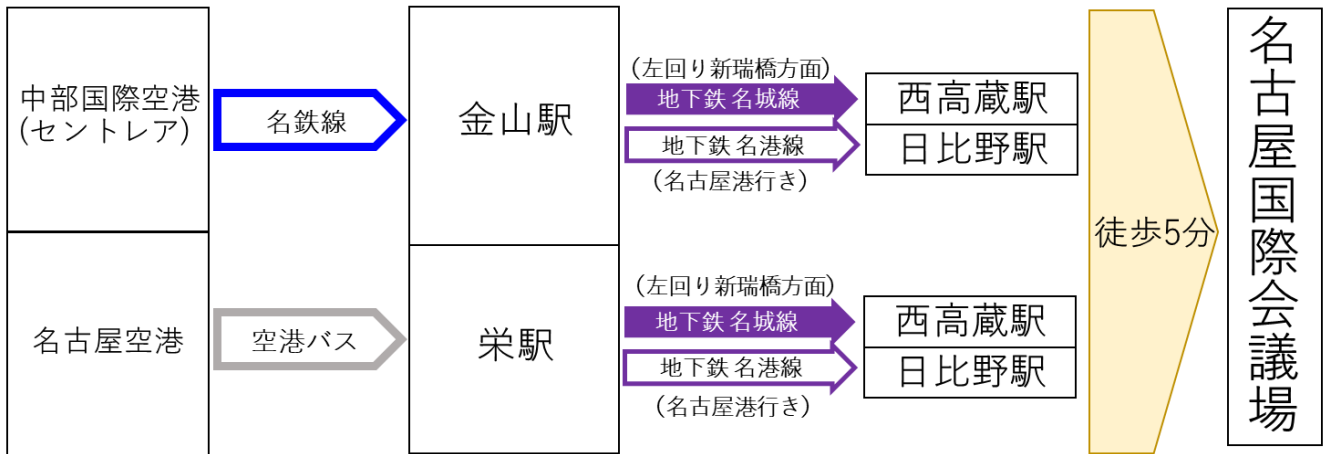 中部国際空港
(セントレア)
名鉄線
金山駅
(左回り新瑞橋方面)
地下鉄 名城線
西高蔵駅
地下鉄 名港線
日比野駅
(名古屋港行き)
名古屋空港
空港バス
栄駅
(左回り新瑞橋方面)
地下鉄 名城線
西高蔵駅
地下鉄 名港線
日比野駅
(名古屋港行き)
徒歩5分
名古屋国際会議場